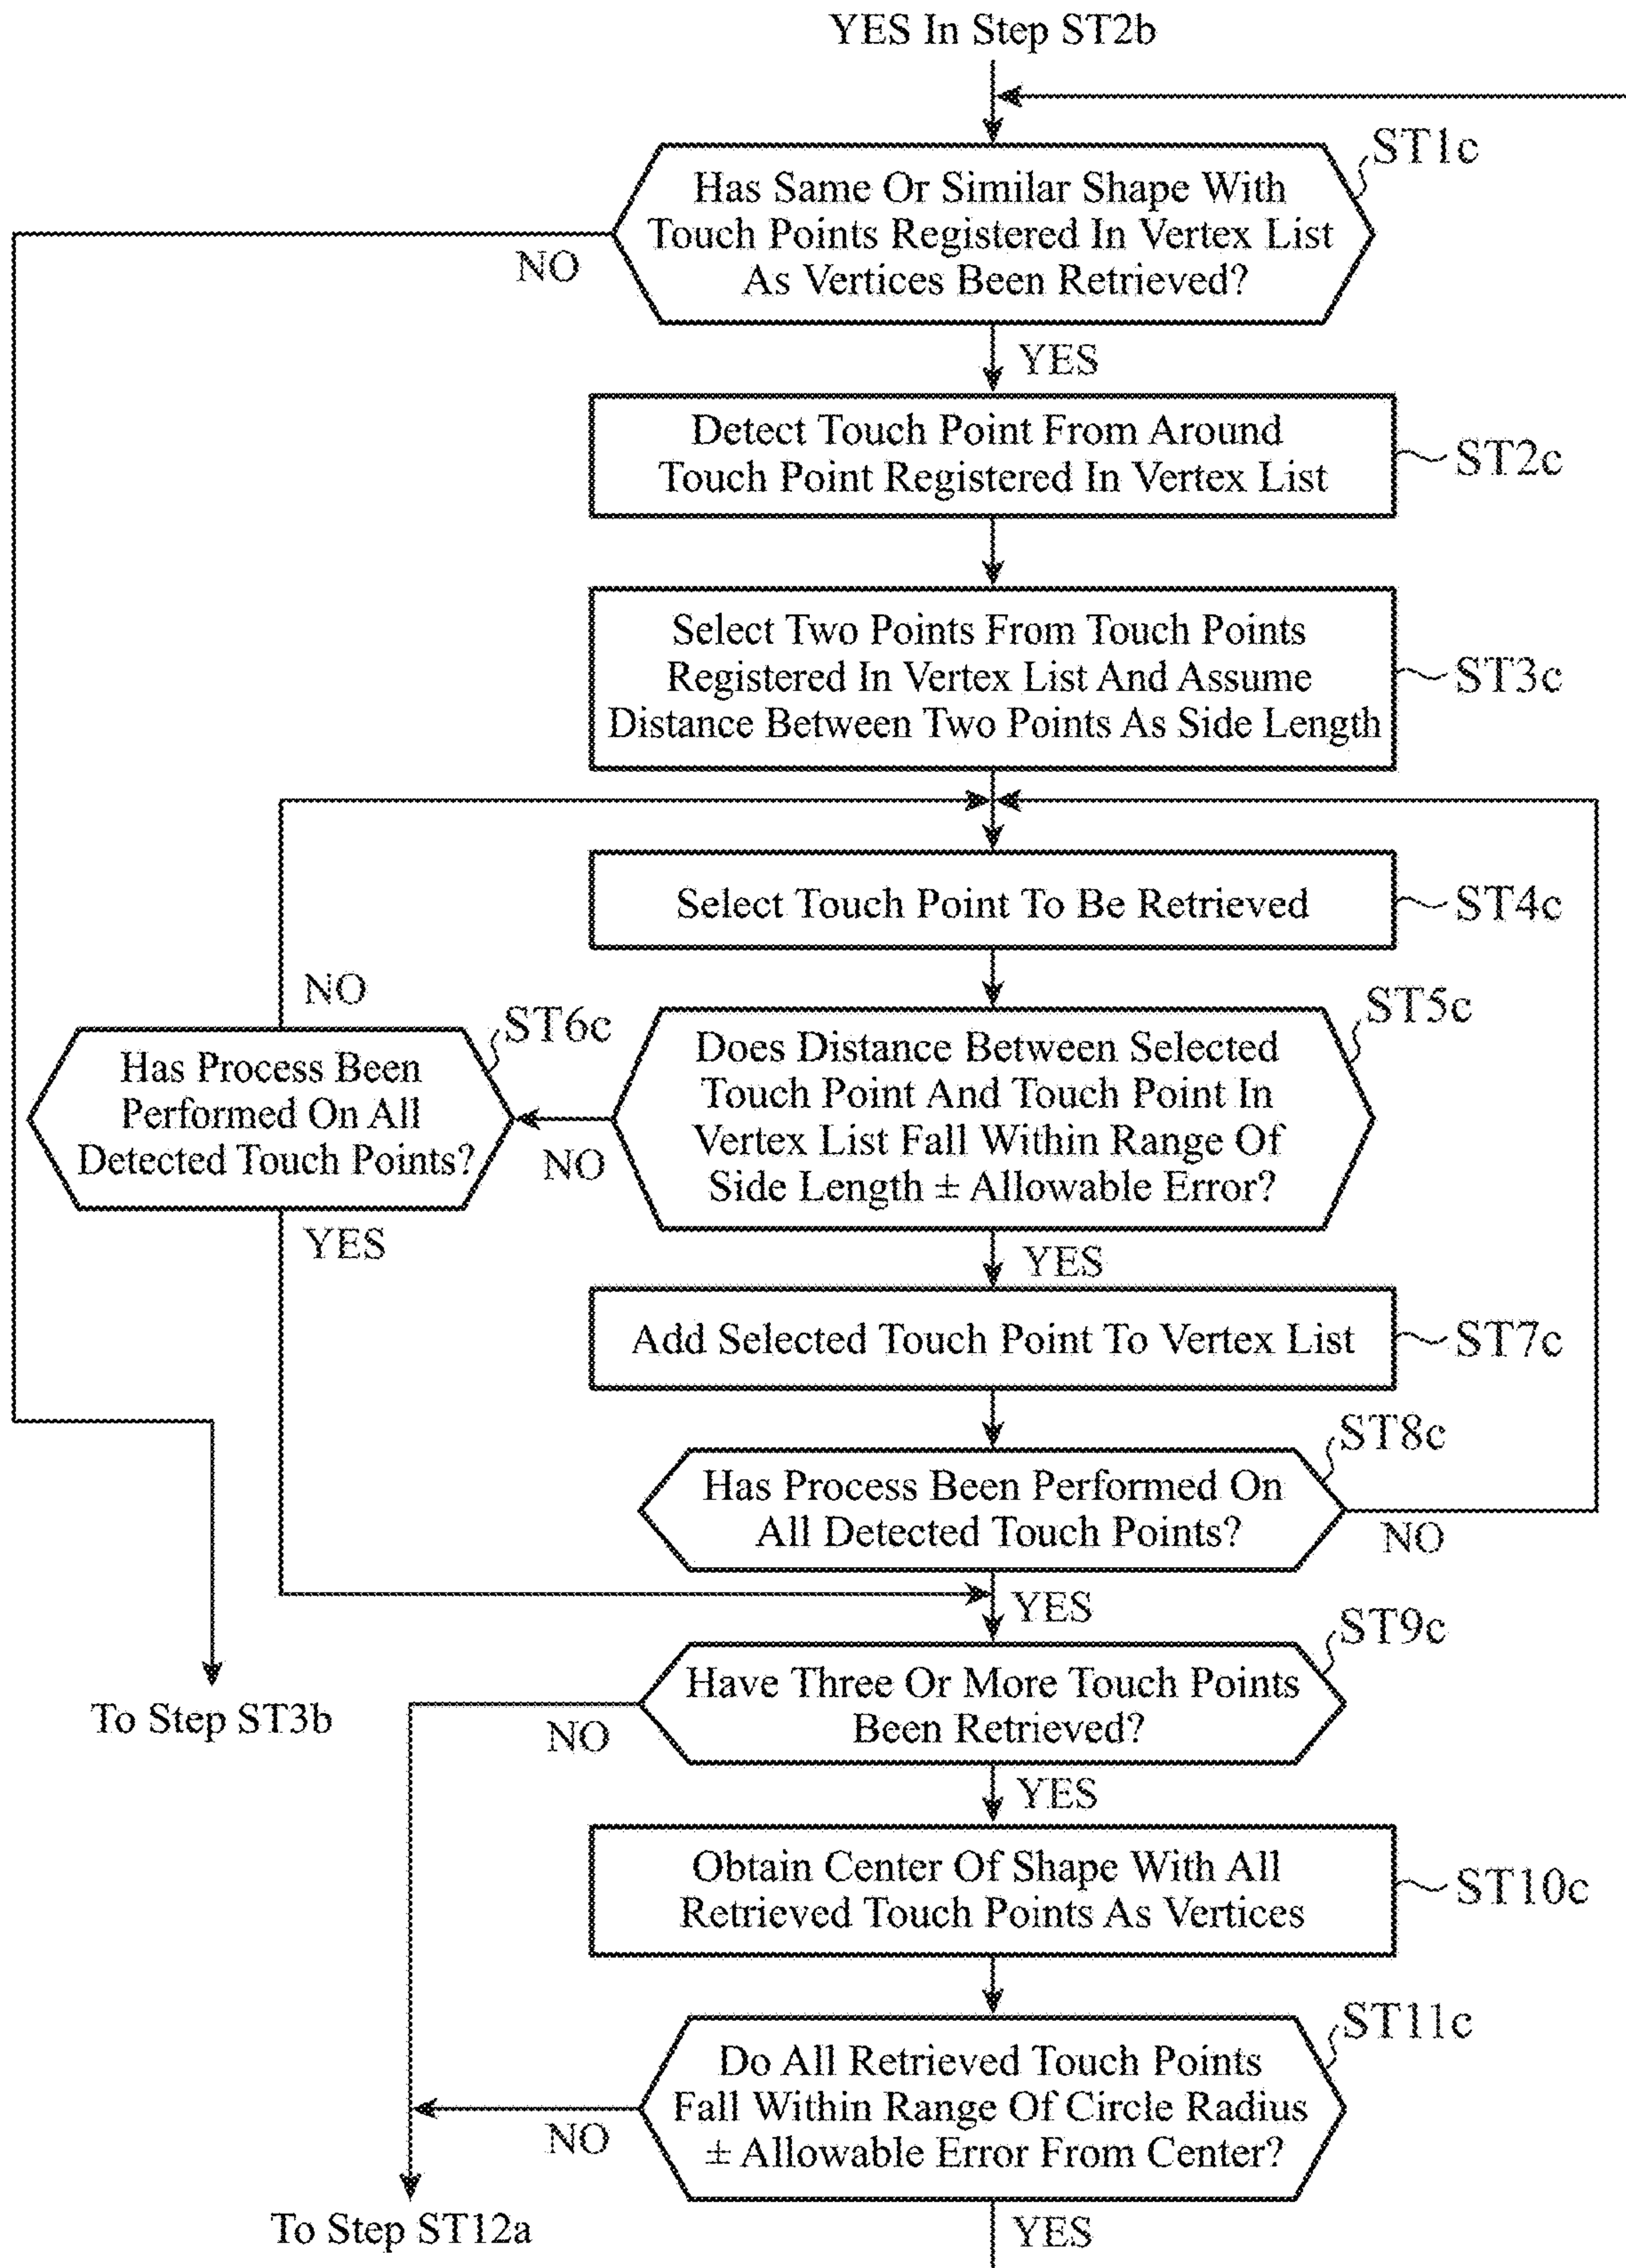 YES In Step ST2b
ST1c
Has Same Or Similar Shape With
Touch Points Registered In Vertex List
As Vertices Been Retrieved?
NO
YES
Detect Touch Point From Around
Touch Point Registered In Vertex List
ST2c
Select Two Points From Touch Points
Registered In Vertex List And Assume
Distance Between Two Points As Side Length
ST3c
Select Touch Point To Be Retrieved
ST4c
NO
ST6c
Has Process Been
Performed On All
Detected Touch Points?
YES
ST5c
Does Distance Between Selected
Touch Point And Touch Point In
Vertex List Fall Within Range Of
Side Length ± Allowable Error?
NO
YES
Add Selected Touch Point To Vertex List
ST7c
ST8c
Has Process Been Performed On
All Detected Touch Points?
NO
YES
ST9c
Have Three Or More Touch Points
Been Retrieved?
To Step ST3b
NO
YES
Obtain Center Of Shape With All
Retrieved Touch Points As Vertices
ST10c
ST11c
Do All Retrieved Touch Points
Fall Within Range Of Circle Radius
± Allowable Error From Center?
NO
To Step ST12a
YES